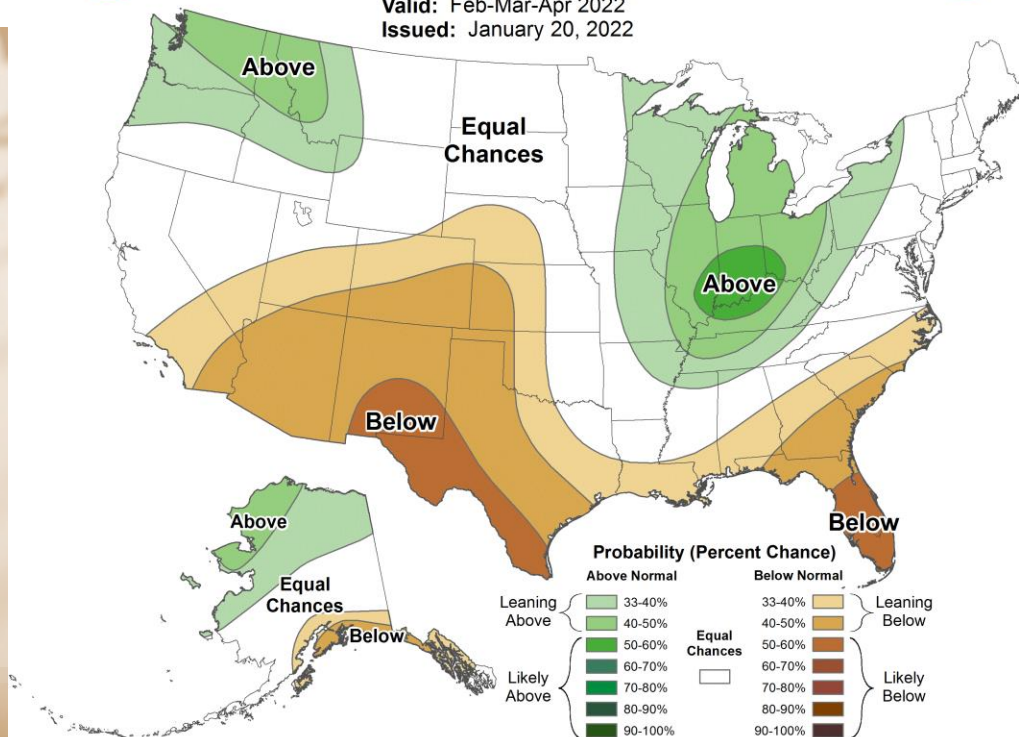 Valid: Feb-Mar-Apr 2022
Issued: January 20, 2022
Above
Equal
Chances
Above
Below
Below
Above
Equal
Chances
Below
Probability (Percent Chance)
Above Normal
Below Normal
Leaning
Above
33-40%
40-50%
50-60%
60-70%
70-80%
80-90%
90-100%
Likely
Above
Equal
Chances
33-40%
40-50%
50-60%
60-70%
70-80%
80-90%
90-100%
Leaning
Below
Likely
Below